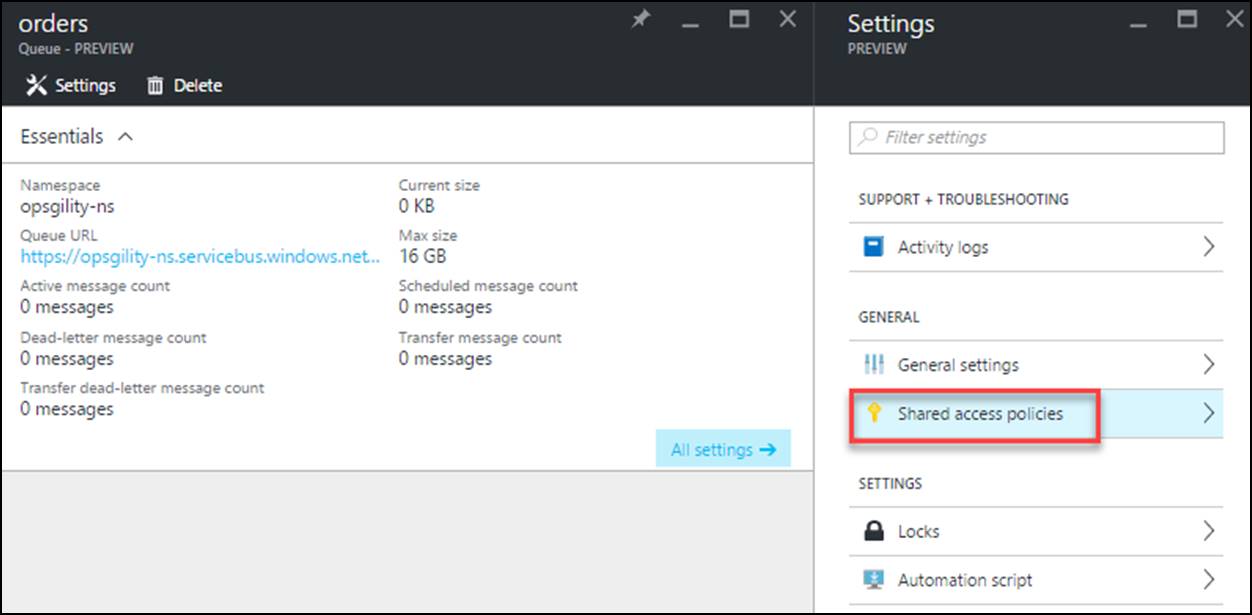 orders
Queue - PREVIEW
Settings
Delete
Essentials
Namespace
opsgility-ns
Queue URL
https://opsgility-ns.servicebus.windows.net...
Active message count
0 messages
Dead-letter message count
0 messages
Transfer dead-letter message count
0 messages
Current size
0 KB
Max size
16 GB
Scheduled message count
0 messages
Transfer message count
0 messages
All settings
Settings
PREVIEW
Filter settings
SUPPORT + TROUBLESHOOTING
Activity logs
GENERAL
General settings
Shared access policies
SETTINGS
Locks
Automation script